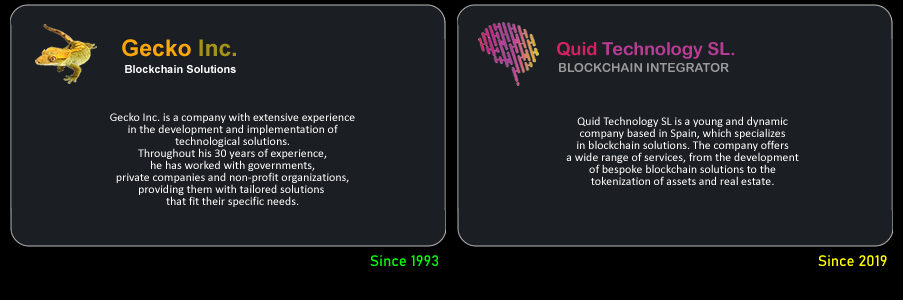 Gecko Inc.
Blockchain Solutions
Gecko Inc. is a company with extensive experience
in the development and implementation of
technological solutions.
Throughout his 30 years of experience,
he has worked with governments,
private companies and non-profit organizations,
providing them with tailored solutions
that fit their specific needs.
Since 1993
Quid Technology SL.
BLOCKCHAIN INTEGRATOR
Quid Technology SL is a young and dynamic
company based in Spain, which specializes
in blockchain solutions. The company offers
a wide range of services, from the development
of bespoke blockchain solutions to the
tokenization of assets and real estate.
Since 2019